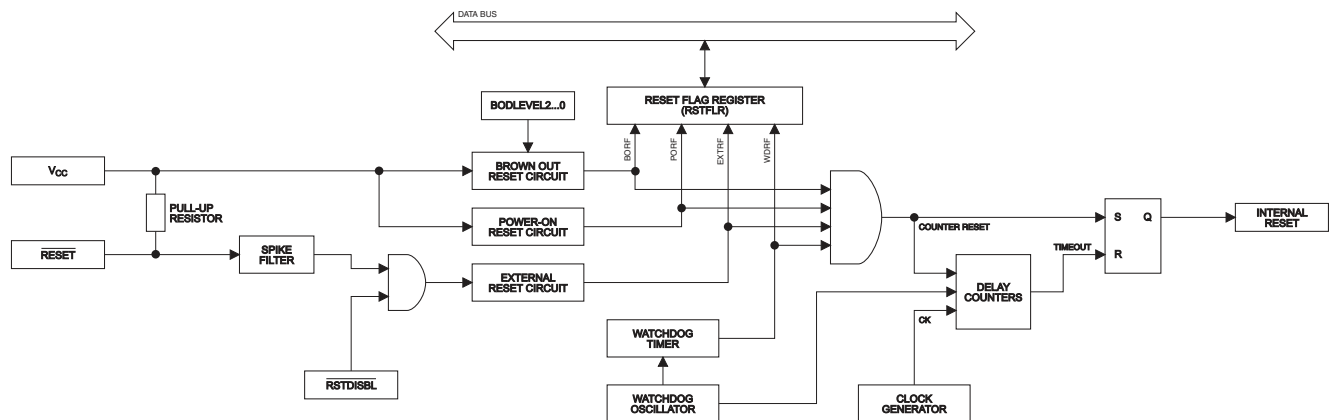 DATA BUS
RESET FLAG REGISTER
(RSTFLR)
BODLEVEL2...0
BORF
PORF
EXTRF
WDRF
VCC
BROWN OUT
RESET CIRCUIT
PULL-UP
RESISTOR
POWER-ON
RESET CIRCUIT
S
Q
INTERNAL
RESET
COUNTER RESET
RESET
SPIKE
FILTER
TIMEOUT
R
EXTERNAL
RESET CIRCUIT
DELAY
COUNTERS
CK
WATCHDOG
TIMER
RSTDISBL
WATCHDOG
OSCILLATOR
CLOCK
GENERATOR